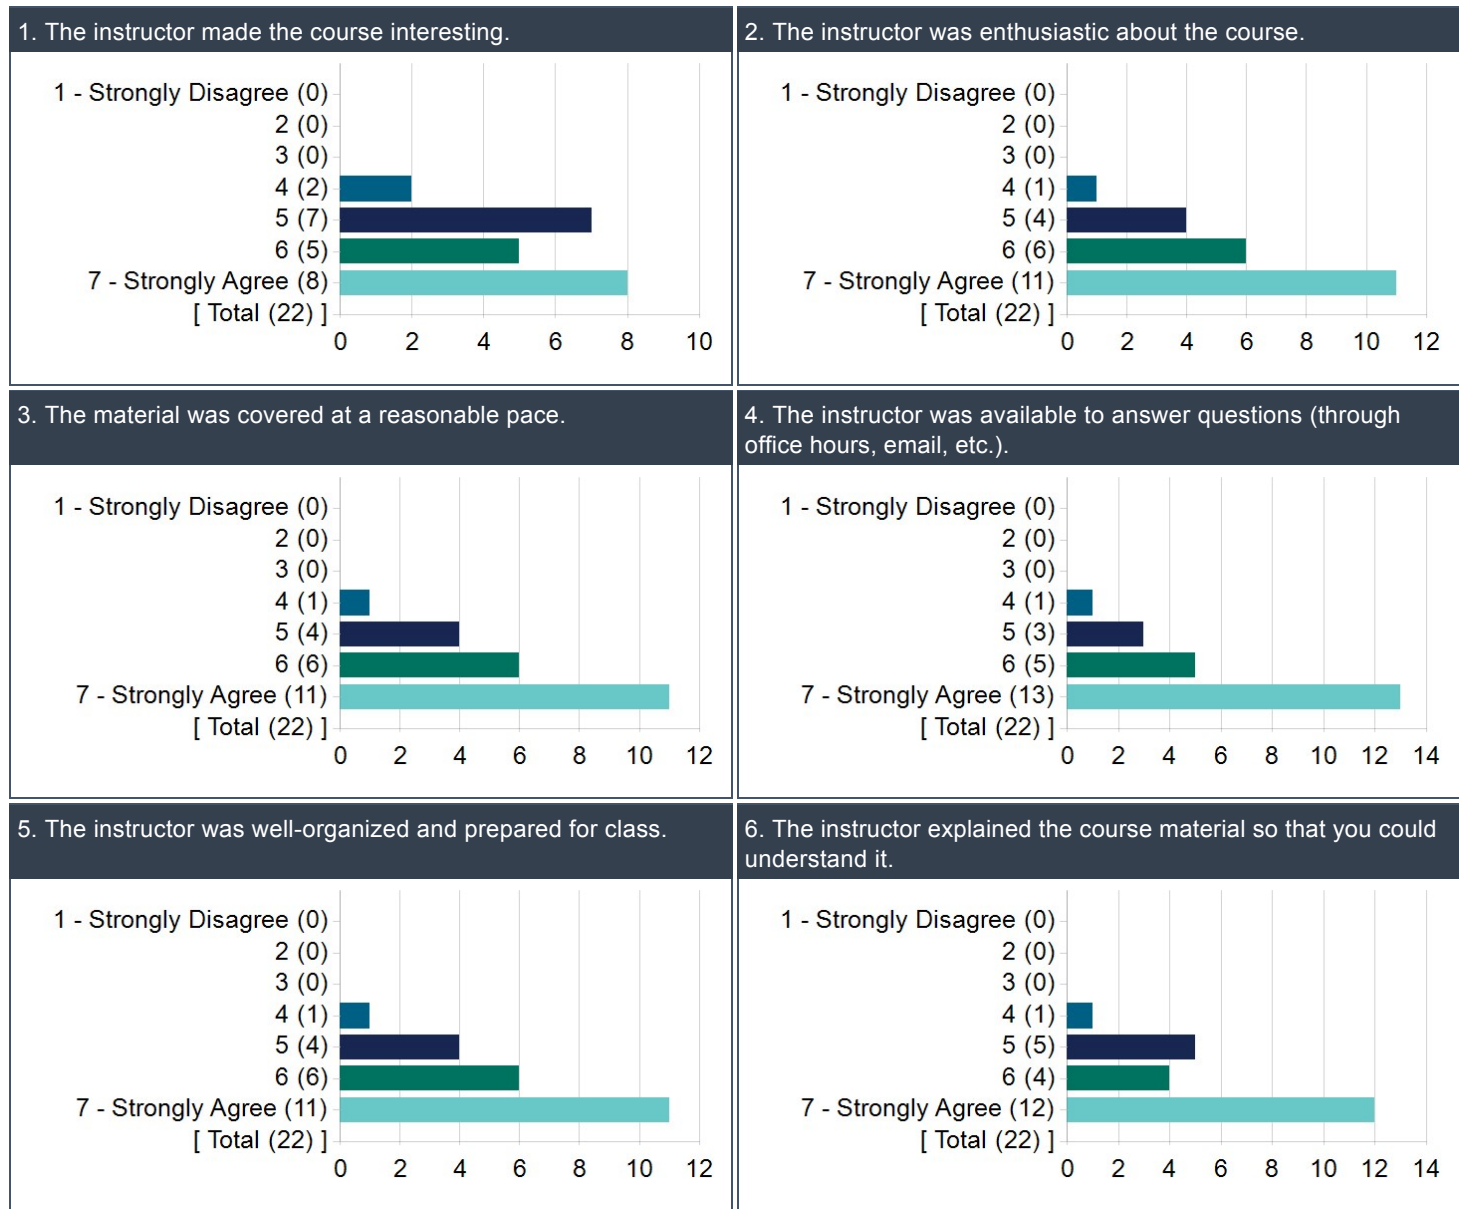 1. The instructor made the course interesting.
1 - Strongly Disagree (0)
2 (0)
3 (0)
4 (2)
5 (7)
6 (5)
7 - Strongly Agree (8)
[ Total (22) ]
0 2 4 6 8 10
2. The instructor was enthusiastic about the course.
1 - Strongly Disagree (0)
2 (0)
3 (0)
4 (1)
5 (4)
6 (6)
7 - Strongly Agree (11)
[ Total (22) ]
0 2 4 6 8 10 12
3. The material was covered at a reasonable pace.
1 - Strongly Disagree (0)
2 (0)
3 (0)
4 (1)
5 (4)
6 (6)
7 - Strongly Agree (11)
[ Total (22) ]
0 2 4 6 8 10 12
4. The instructor was available to answer questions (through
office hours, email, etc.).
1 - Strongly Disagree (0)
2 (0)
3 (0)
4 (1)
5 (3)
6 (5)
7 - Strongly Agree (13)
[ Total (22) ]
0 2 4 6 8 10 12 14
5. The instructor was well-organized and prepared for class.
1 - Strongly Disagree (0)
2 (0)
3 (0)
4 (1)
5 (4)
6 (6)
7 - Strongly Agree (11)
[ Total (22) ]
0 2 4 6 8 10 12
6. The instructor explained the course material so that you could
understand it.
1 - Strongly Disagree (0)
2 (0)
3 (0)
4 (1)
5 (5)
6 (4)
7 - Strongly Agree (12)
[ Total (22) ]
0 2 4 6 8 10 12 14